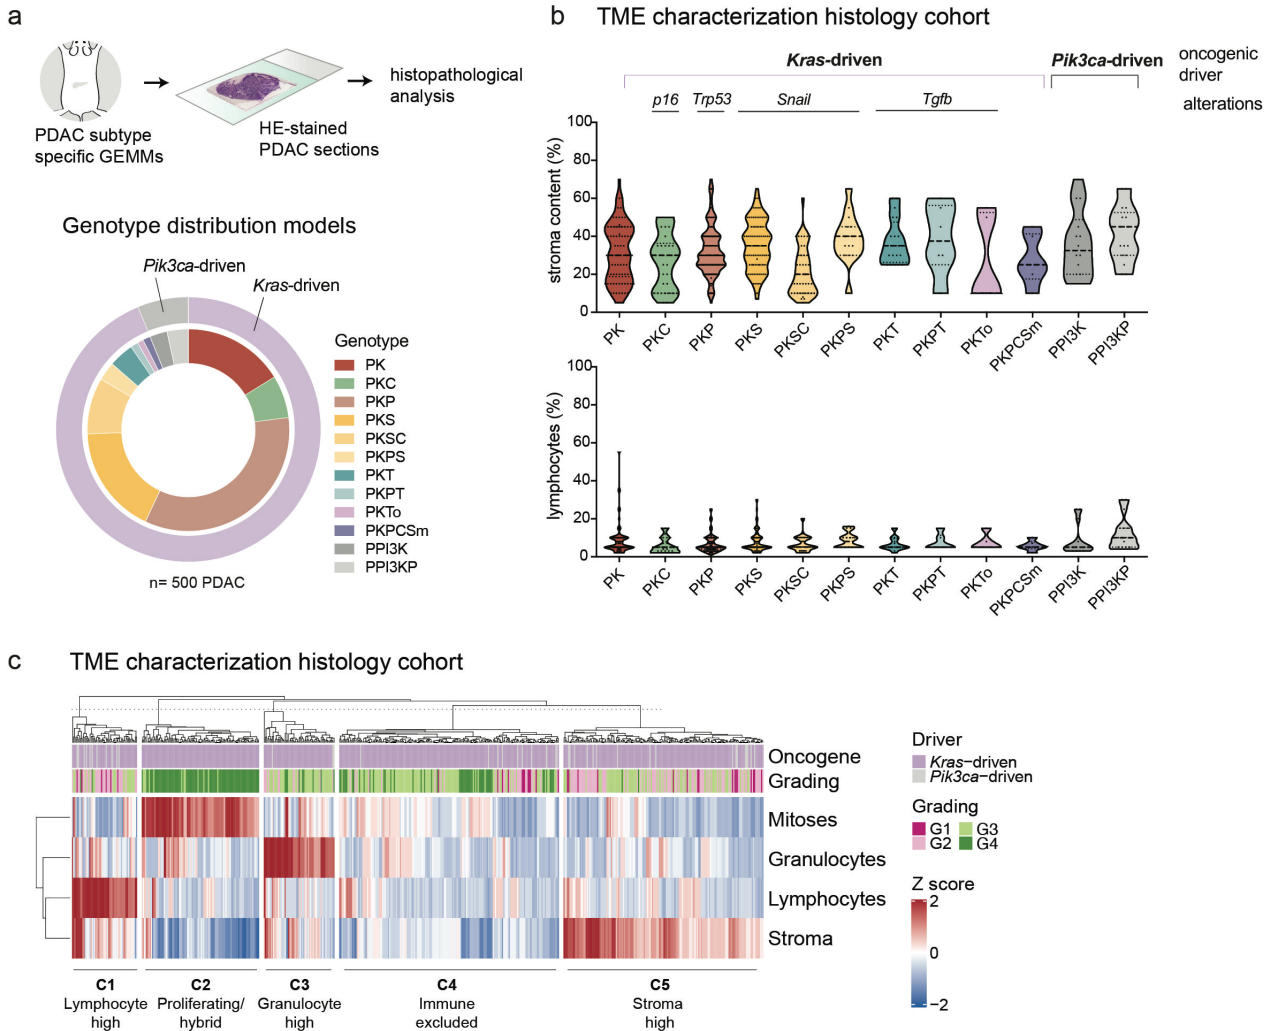 a
PDAC subtype
specific GEMMs
HE-stained
PDAC sections
histopathological
analysis
Genotype distribution models
Pik3ca-driven
Kras-driven
n= 500 PDAC
Genotype
PK
PKC
PKP
PKS
PKSC
PKPS
PKT
PKPT
PKTo
PKPCSm
PPI3K
PPI3KP
b TME characterization histology cohort
Kras-driven
Pik3ca-driven
oncogenic
driver
p16 Trp53 Snail Tgfb
alterations
stroma content (%)
100
80
60
40
20
0
PK PKC PKP PKS PKSC PKPS PKT PKPT PKTo PKPCSm PPI3K PPI3KP
lymphocytes (%)
100
80
60
40
20
0
PK PKC PKP PKS PKSC PKPS PKT PKPT PKTo PKPCSm PPI3K PPI3KP
c TME characterization histology cohort
Oncogene
Grading
Mitoses
Granulocytes
Lymphocytes
Stroma
C1 C2 C3 C4 C5
Lymphocyte Proliferating/ Granulocyte Immune Stroma
high hybrid high excluded high
Driver
Kras−driven
Pik3ca−driven
Grading
G1 G3
G2 G4
Z score
2
0
−2